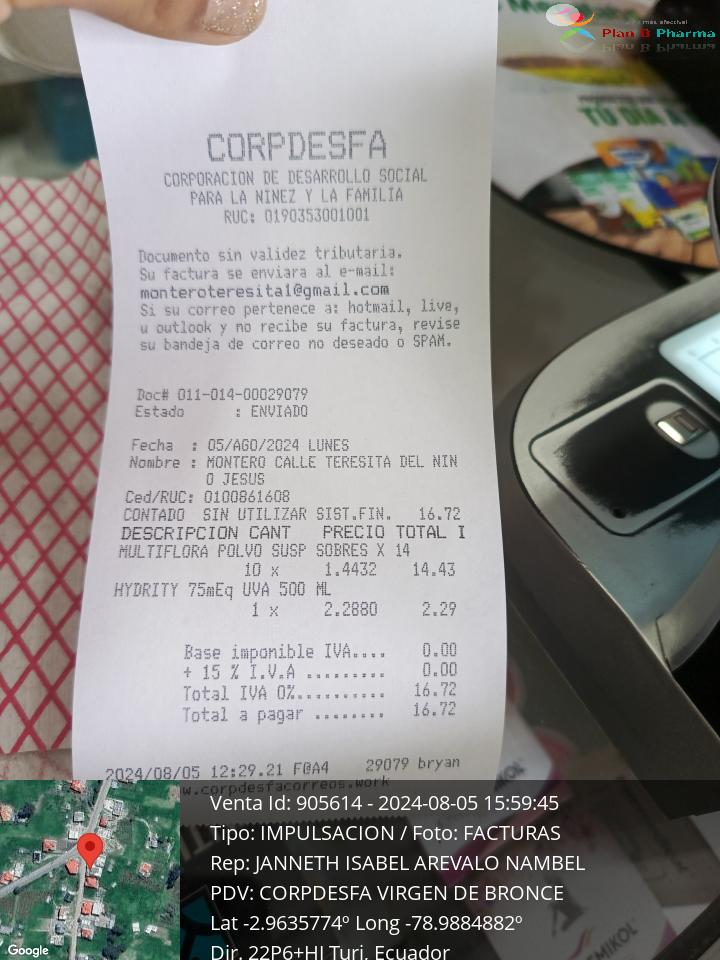 más efectivo!
Plan B Pharma
TU DIA A
CORPDESFA
CORPORACION DE DESARROLLO SOCIAL
PARA LA NINEZ Y LA FAMILIA
RUC: 0190353001001
Documento sin validez tributaria.
Su factura se enviara al e-mail:
monteroteresita1@gmail.com
Si su correo pertenece a: hotmail, live,
u outlook y no recibe su factura, revise
su bandeja de correo no deseado o SPAM.
Doc# 011-014-00029079
Estado : ENVIADO
Fecha : 05/AGO/2024 LUNES
Nombre : MONTERO CALLE TERESITA DEL NIN
O JESUS
Ced/RUC: 0100861608
CONTADO SIN UTILIZAR SIST.FIN. 16.72
DESCRIPCION CANT PRECIO TOTAL I
MULTIFLORA POLVO SUSP SOBRES X 14
10 x 1.4432 14.43
HYDRITY 75mEq UVA 500 ML
1 x 2.2880 2.29
Base imponible IVA.... 0.00
+ 15 % I.V.A ......... 0.00
Total IVA 0%.......... 16.72
Total a pagar ........ 16.72
2024/08/05 12:29.21 F@A4 29079 bryan
w.corpdesfacorreos.work
Venta Id: 905614 - 2024-08-05 15:59:45
Tipo: IMPULSACION / Foto: FACTURAS
Rep: JANNETH ISABEL AREVALO NAMBEL
PDV: CORPDESFA VIRGEN DE BRONCE
Lat -2.9635774º Long -78.9884882º
Dir. 22P6+HJ Turi, Ecuador
Google